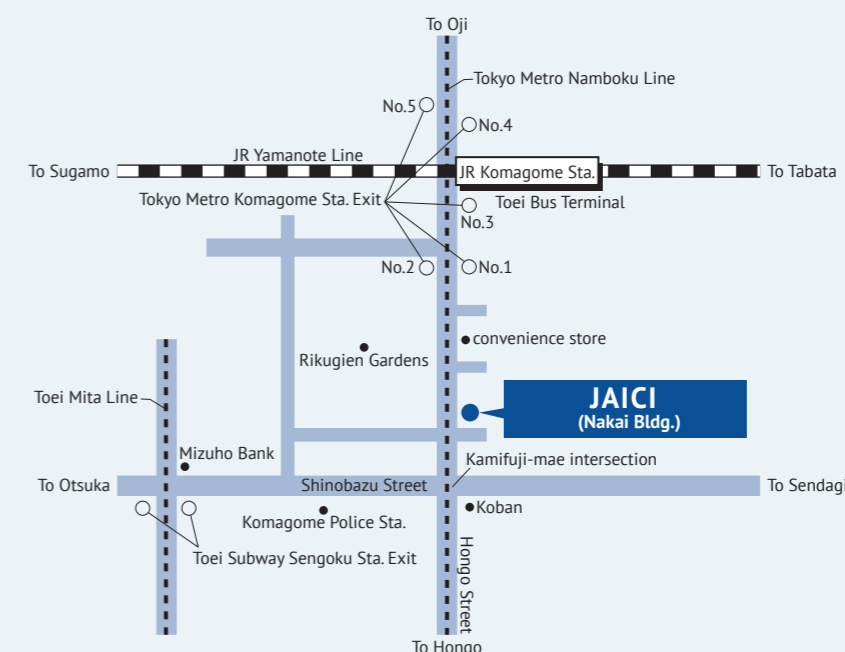 To Oji
Tokyo Metro Namboku Line
No.5
No.4
JR Yamanote Line
To Sugamo
JR Komagome Sta.
To Tabata
Tokyo Metro Komagome Sta. Exit
Toei Bus Terminal
No.3
No.2
No.1
convenience store
Rikugien Gardens
Toei Mita Line
JAICI
(Nakai Bldg.)
Mizuho Bank
Kamifuji-mae intersection
To Otsuka
Shinobazu Street
To Sendagi
Koban
Komagome Police Sta.
Toei Subway Sengoku Sta. Exit
Hongo Street
To Hongo